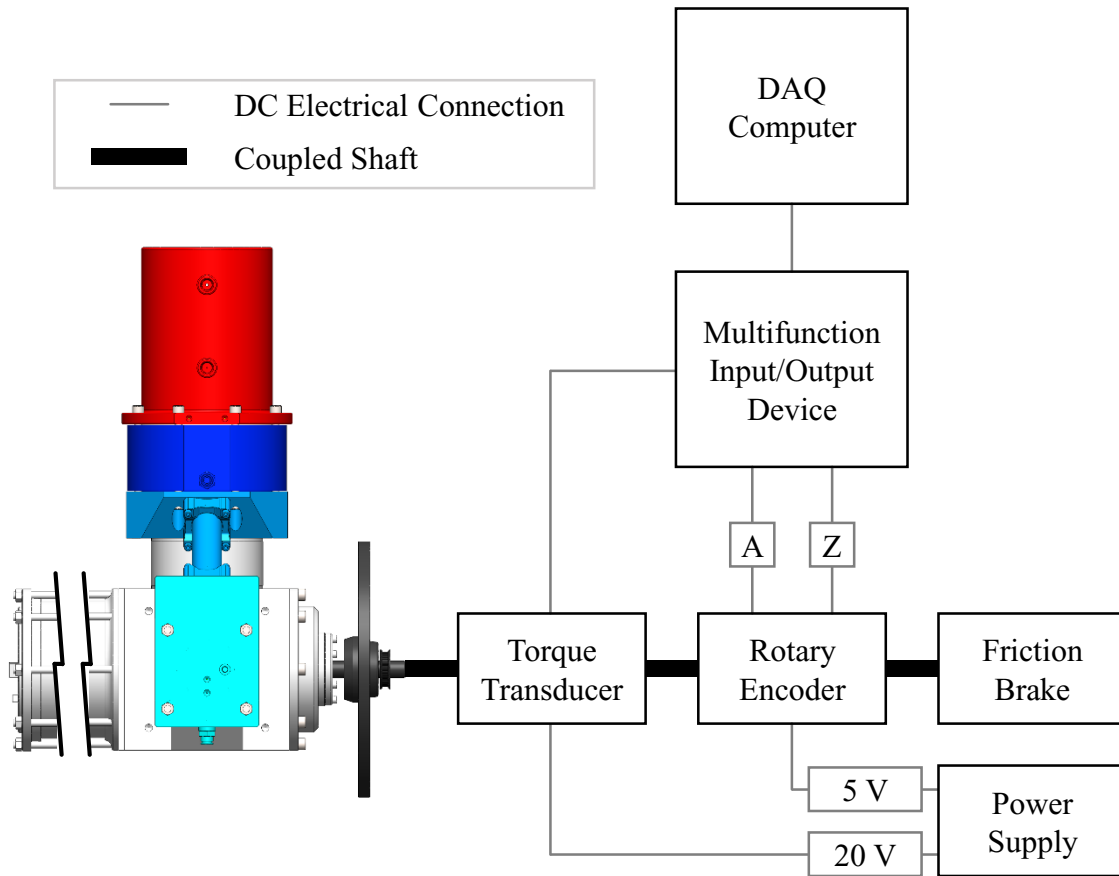 DC Electrical Connection
Coupled Shaft
DAQ
Computer
Multifunction
Input/Output
Device
A
Z
Torque
Transducer
Rotary
Encoder
Friction
Brake
5 V
20 V
Power
Supply